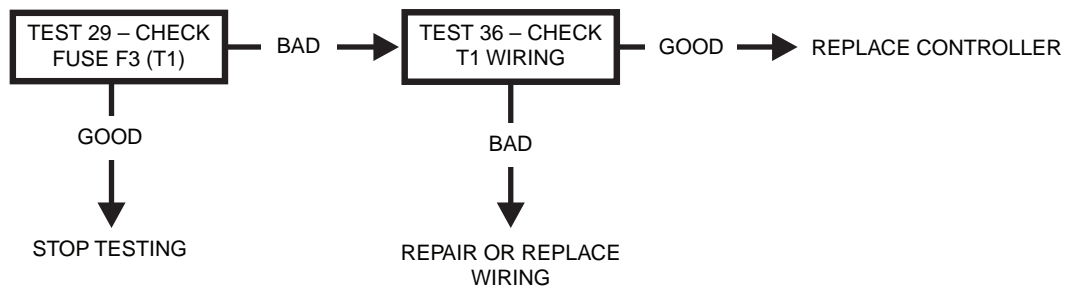 TEST 29 – CHECK
FUSE F3 (T1)
BAD
TEST 36 – CHECK
T1 WIRING
GOOD
REPLACE CONTROLLER
GOOD
BAD
STOP TESTING
REPAIR OR REPLACE
WIRING